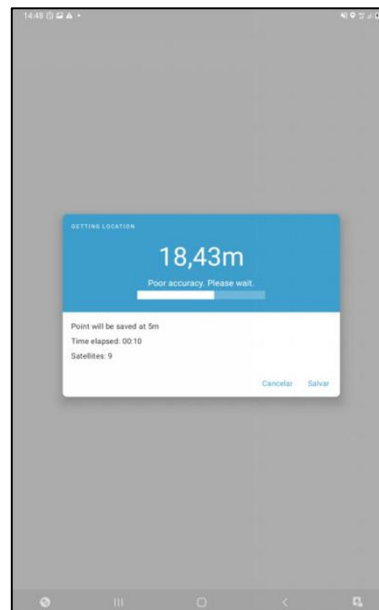 14:48
GETTING LOCATION
18,43m
Poor accuracy. Please wait.
Point will be saved at 5m
Time elapsed: 00:10
Satellites: 9
Cancelar Salvar